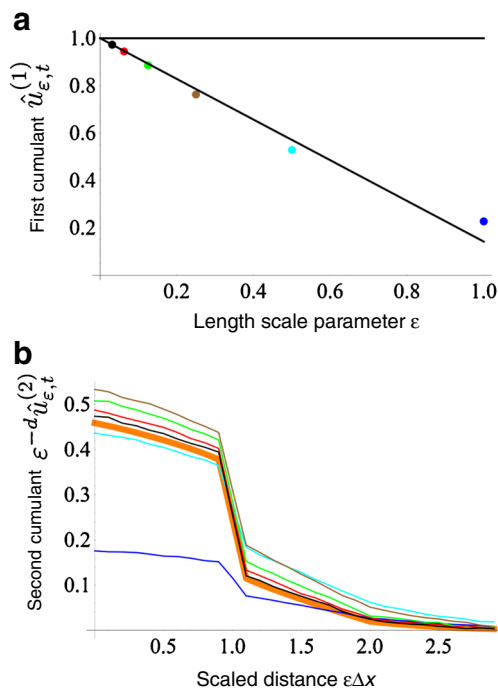 a
First cumulant û^{(1)}_{ε,t}
1.0
0.8
0.6
0.4
0.2
0.2 0.4 0.6 0.8 1.0
Length scale parameter ε
b
Second cumulant ε^{-d}û^{(2)}_{ε,t}
0.5
0.4
0.3
0.2
0.1
0.5 1.0 1.5 2.0 2.5
Scaled distance εΔx